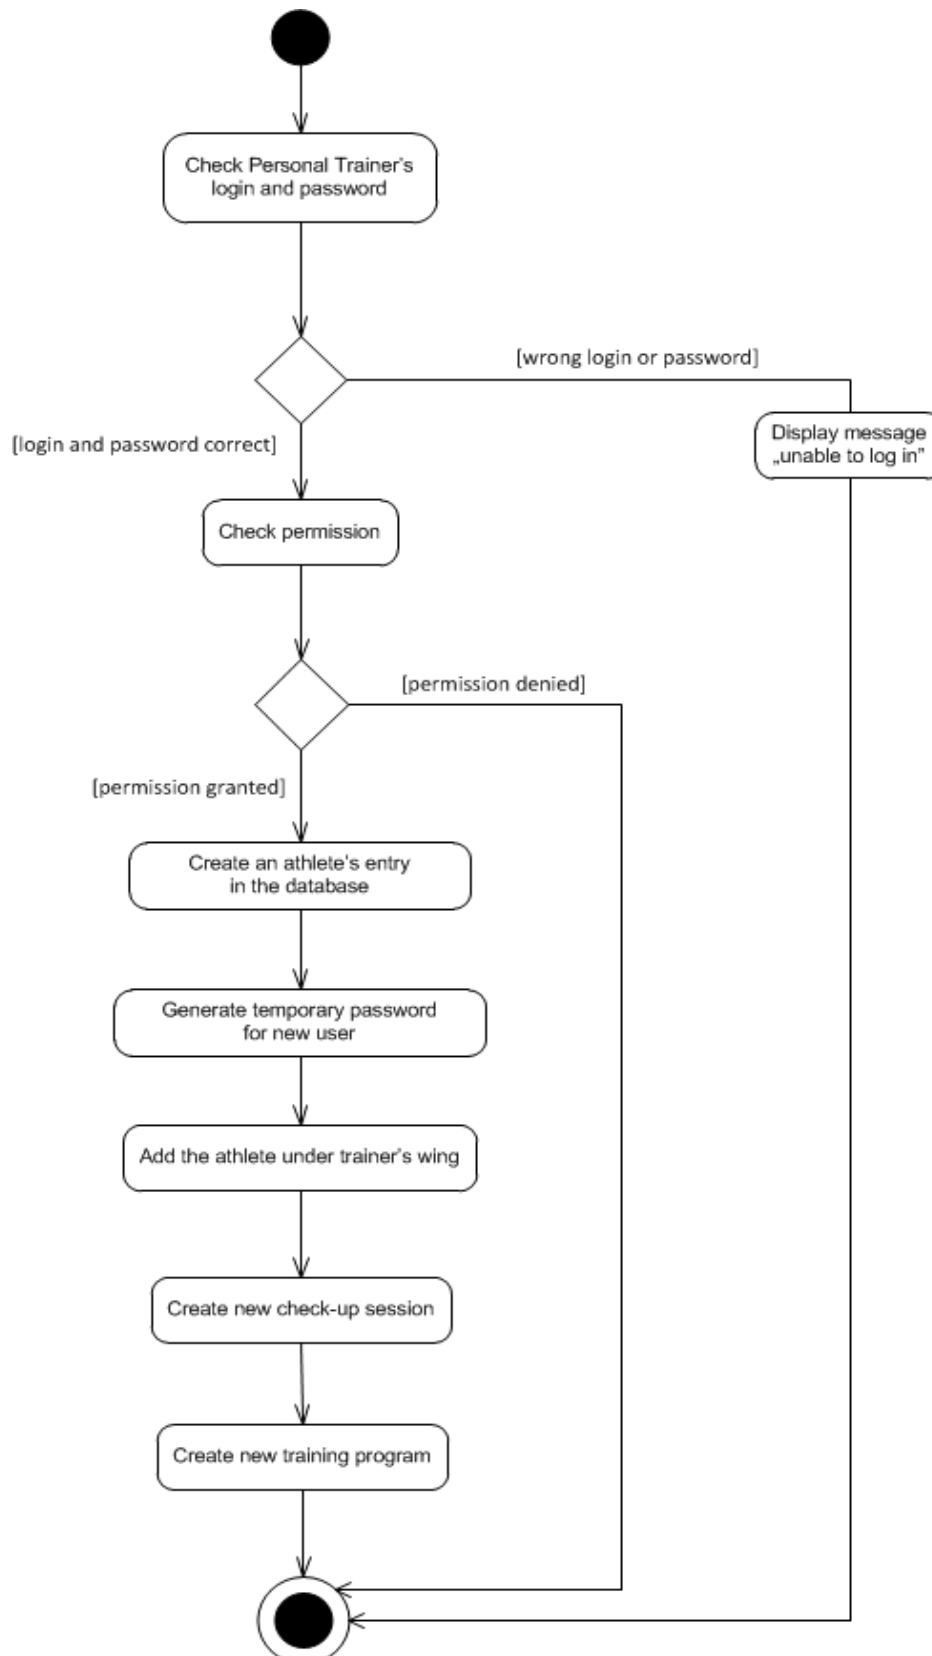 Check Personal Trainer's
login and password
[wrong login or password]
Display message
„unable to log in”
[login and password correct]
Check permission
[permission denied]
[permission granted]
Create an athlete's entry
in the database
Generate temporary password
for new user
Add the athlete under trainer's wing
Create new check-up session
Create new training program